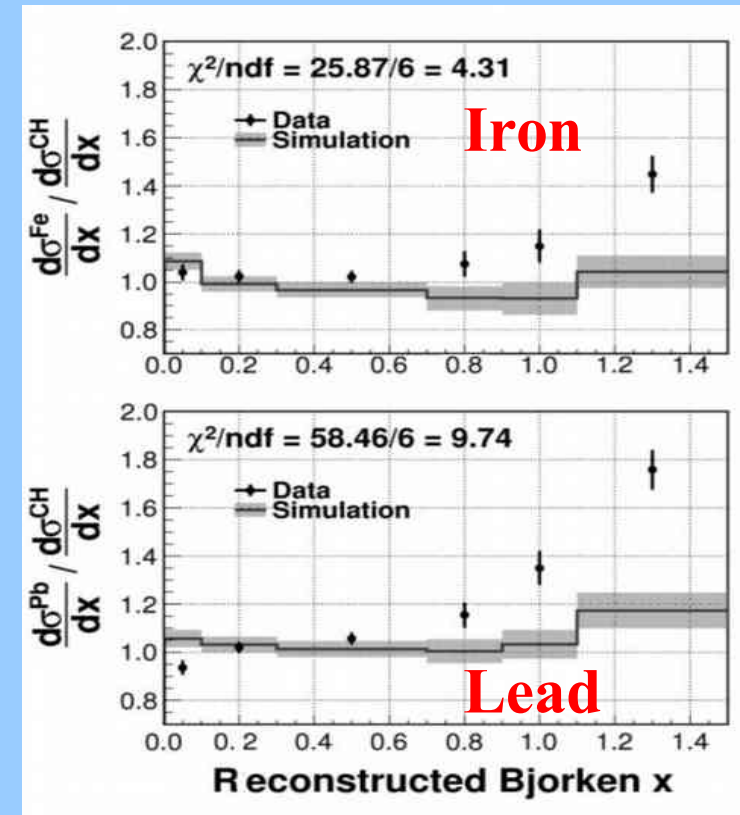 2.0
χ²/ndf = 25.87/6 = 4.31
1.8
Data
Iron
1.6
Simulation
dσ^Fe/dx / dσ^CH/dx
1.4
1.2
1.0
0.8
0.0 0.2 0.4 0.6 0.8 1.0 1.2 1.4
2.0
χ²/ndf = 58.46/6 = 9.74
1.8
Data
Simulation
1.6
dσ^Pb/dx / dσ^CH/dx
1.4
1.2
1.0
0.8
Lead
0.0 0.2 0.4 0.6 0.8 1.0 1.2 1.4
Reconstructed Bjorken x